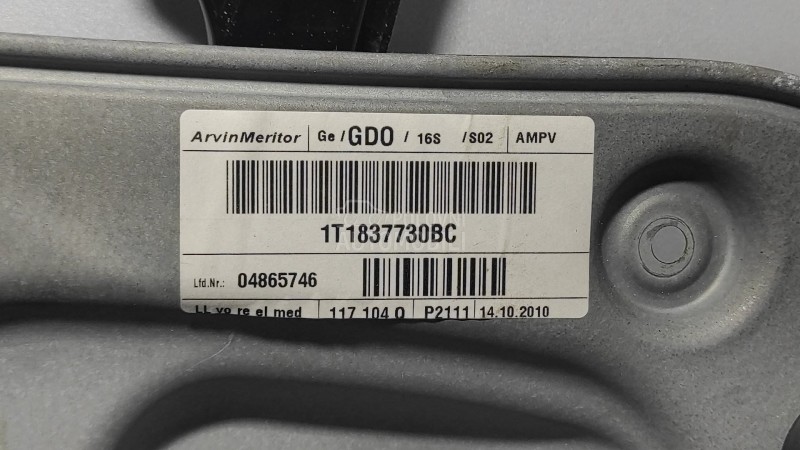 ArvinMeritor Ge / GDO / 16S / S02 AMPV
1T1837730BC
Lfd.Nr.: 04865746
LL vo re el med 117 104 0 P2111 14.10.2010